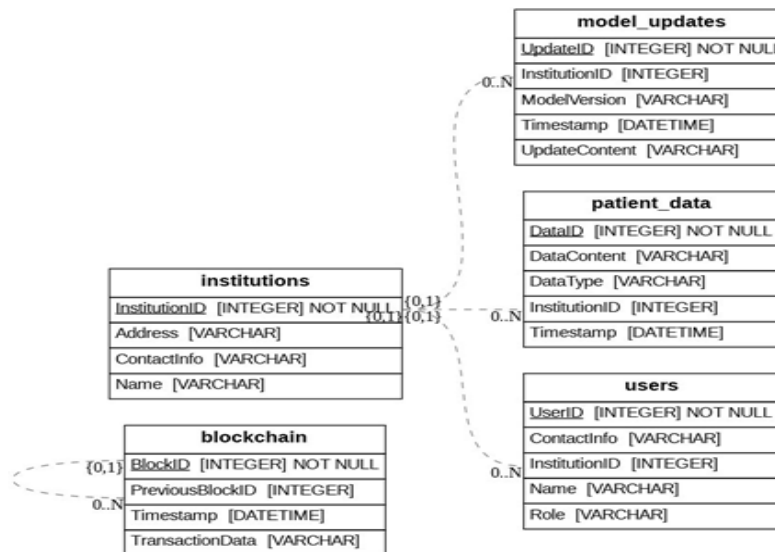 model_updates
UpdateID [INTEGER] NOT NULL
InstitutionID [INTEGER]
ModelVersion [VARCHAR]
Timestamp [DATETIME]
UpdateContent [VARCHAR]
0..N
patient_data
DataID [INTEGER] NOT NULL
DataContent [VARCHAR]
DataType [VARCHAR]
InstitutionID [INTEGER]
Timestamp [DATETIME]
0..N
institutions
InstitutionID [INTEGER] NOT NULL
Address [VARCHAR]
ContactInfo [VARCHAR]
Name [VARCHAR]
{0,1}
{0,1}{0,1}
users
UserID [INTEGER] NOT NULL
ContactInfo [VARCHAR]
InstitutionID [INTEGER]
Name [VARCHAR]
Role [VARCHAR]
0..N
blockchain
{0,1}
BlockID [INTEGER] NOT NULL
PreviousBlockID [INTEGER]
0..N
Timestamp [DATETIME]
TransactionData [VARCHAR]